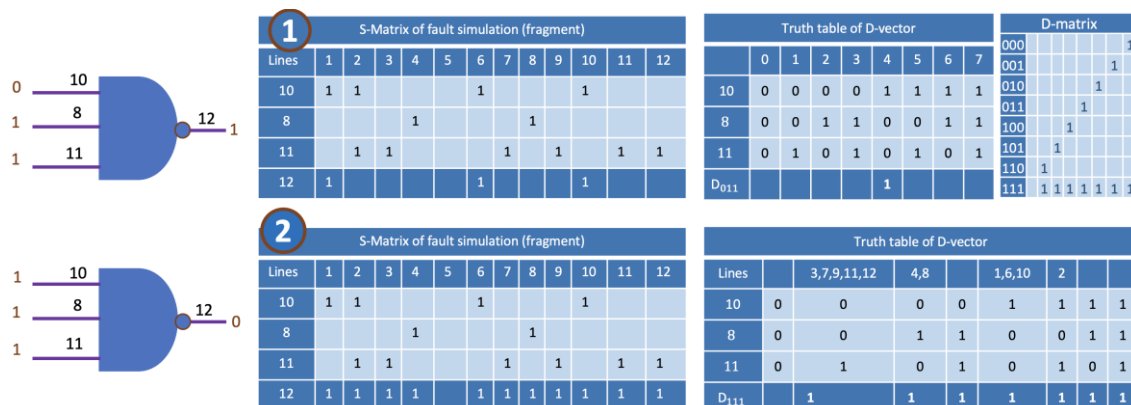 1
S-Matrix of fault simulation (fragment)
Lines 1 2 3 4 5 6 7 8 9 10 11 12
10 1 1 1 1
8 1 1
11 1 1 1 1 1 1
12 1 1 1
Truth table of D-vector
0 1 2 3 4 5 6 7
10 0 0 0 0 1 1 1 1
8 0 0 1 1 0 0 1 1
11 0 1 0 1 0 1 0 1
D011 1
D-matrix
000 1
001 1
010 1
011 1
100 1
101 1
110 1
111 1 1 1 1 1 1 1
0 10
1 8
12 1
1 11
2
S-Matrix of fault simulation (fragment)
Lines 1 2 3 4 5 6 7 8 9 10 11 12
10 1 1 1 1
8 1 1
11 1 1 1 1 1 1
12 1 1 1 1 1 1 1 1 1 1 1
Truth table of D-vector
Lines 3,7,9,11,12 4,8 1,6,10 2
10 0 0 0 0 1 1 1 1
8 0 0 1 1 0 0 1 1
11 0 1 0 1 0 1 0 1
D111 1 1 1 1 1 1 1
1 10
1 8
12 0
1 11